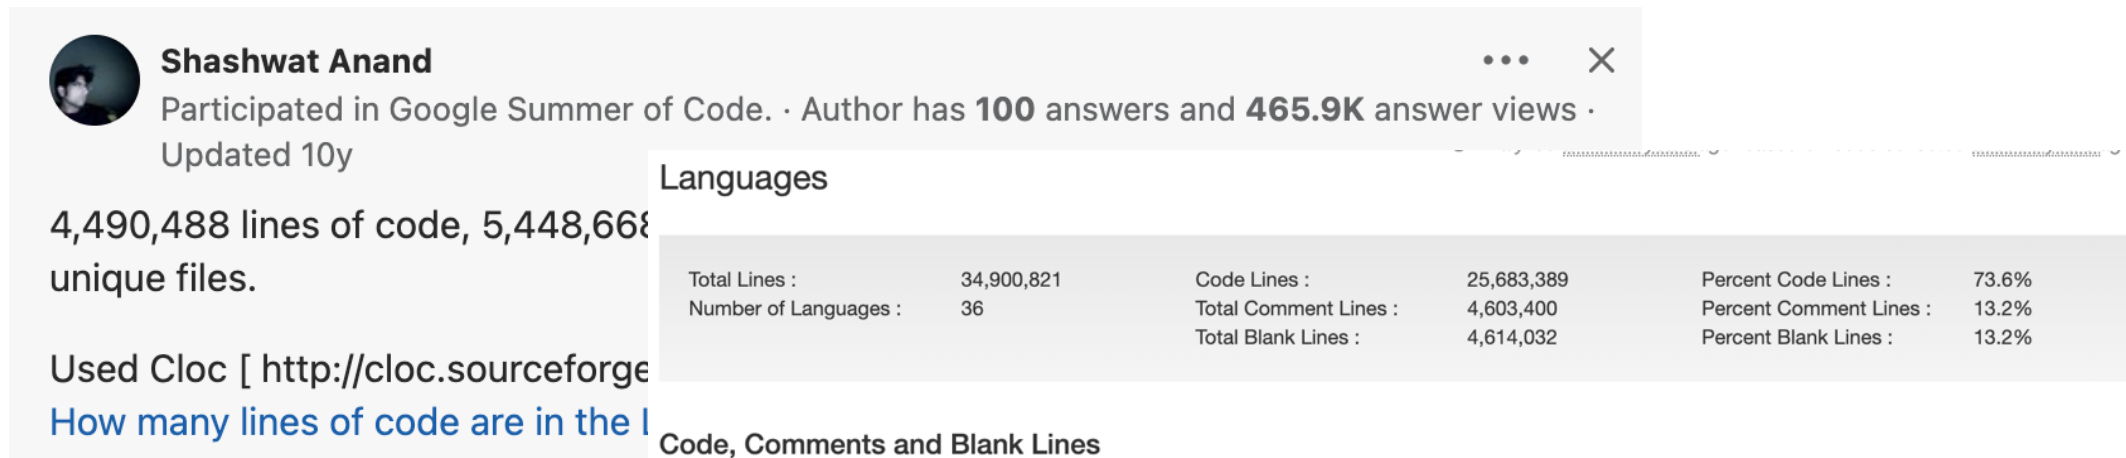 Shashwat Anand
Participated in Google Summer of Code. · Author has 100 answers and 465.9K answer views ·
Updated 10y
4,490,488 lines of code, 5,448,668
unique files.
Used Cloc [ http://cloc.sourceforge
How many lines of code are in the
Languages
Total Lines : 34,900,821 Code Lines : 25,683,389 Percent Code Lines : 73.6%
Number of Languages : 36 Total Comment Lines : 4,603,400 Percent Comment Lines : 13.2%
Total Blank Lines : 4,614,032 Percent Blank Lines : 13.2%
Code, Comments and Blank Lines